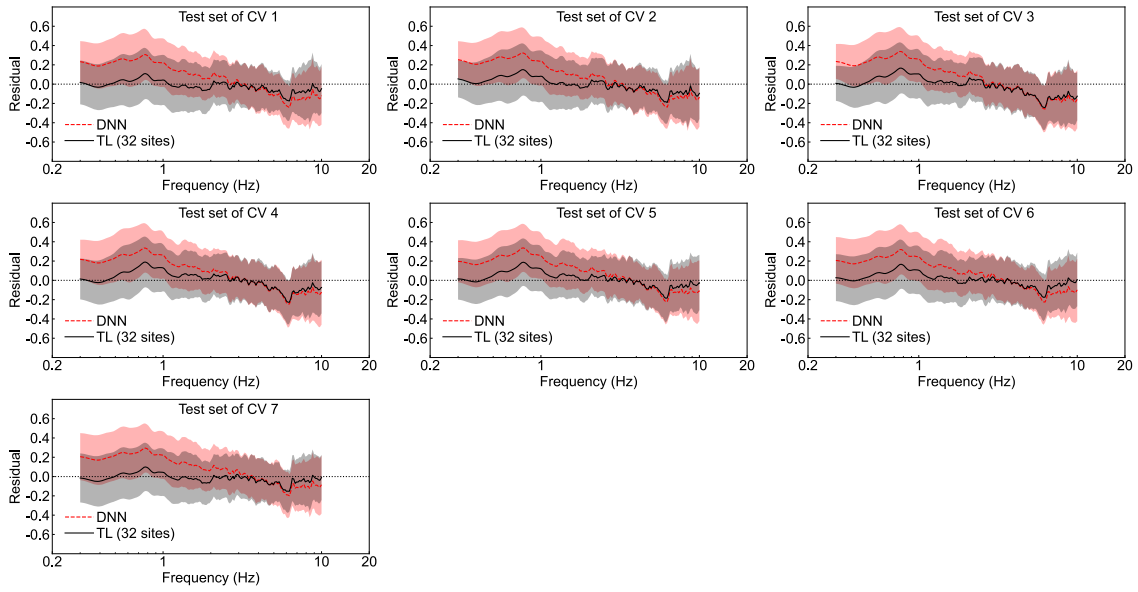 Test set of CV 1
0.6
0.4
0.2
0.0
-0.2
-0.4
-0.6
Residual
DNN
TL (32 sites)
0.2 1 10 20
Frequency (Hz)
Test set of CV 2
0.6
0.4
0.2
0.0
-0.2
-0.4
-0.6
Residual
DNN
TL (32 sites)
0.2 1 10 20
Frequency (Hz)
Test set of CV 3
0.6
0.4
0.2
0.0
-0.2
-0.4
-0.6
Residual
DNN
TL (32 sites)
0.2 1 10 20
Frequency (Hz)
Test set of CV 4
0.6
0.4
0.2
0.0
-0.2
-0.4
-0.6
Residual
DNN
TL (32 sites)
0.2 1 10 20
Frequency (Hz)
Test set of CV 5
0.6
0.4
0.2
0.0
-0.2
-0.4
-0.6
Residual
DNN
TL (32 sites)
0.2 1 10 20
Frequency (Hz)
Test set of CV 6
0.6
0.4
0.2
0.0
-0.2
-0.4
-0.6
Residual
DNN
TL (32 sites)
0.2 1 10 20
Frequency (Hz)
Test set of CV 7
0.6
0.4
0.2
0.0
-0.2
-0.4
-0.6
Residual
DNN
TL (32 sites)
0.2 1 10 20
Frequency (Hz)